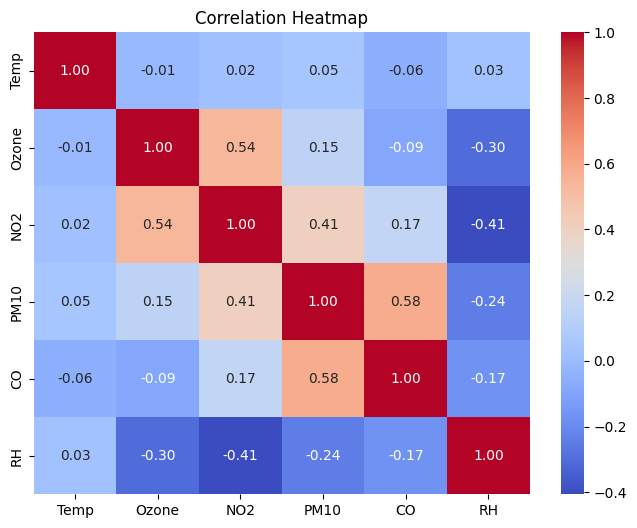 Correlation Heatmap
Temp 1.00 -0.01 0.02 0.05 -0.06 0.03
Ozone -0.01 1.00 0.54 0.15 -0.09 -0.30
NO2 0.02 0.54 1.00 0.41 0.17 -0.41
PM10 0.05 0.15 0.41 1.00 0.58 -0.24
CO -0.06 -0.09 0.17 0.58 1.00 -0.17
RH 0.03 -0.30 -0.41 -0.24 -0.17 1.00
Temp Ozone NO2 PM10 CO RH
1.0
0.8
0.6
0.4
0.2
0.0
−0.2
−0.4